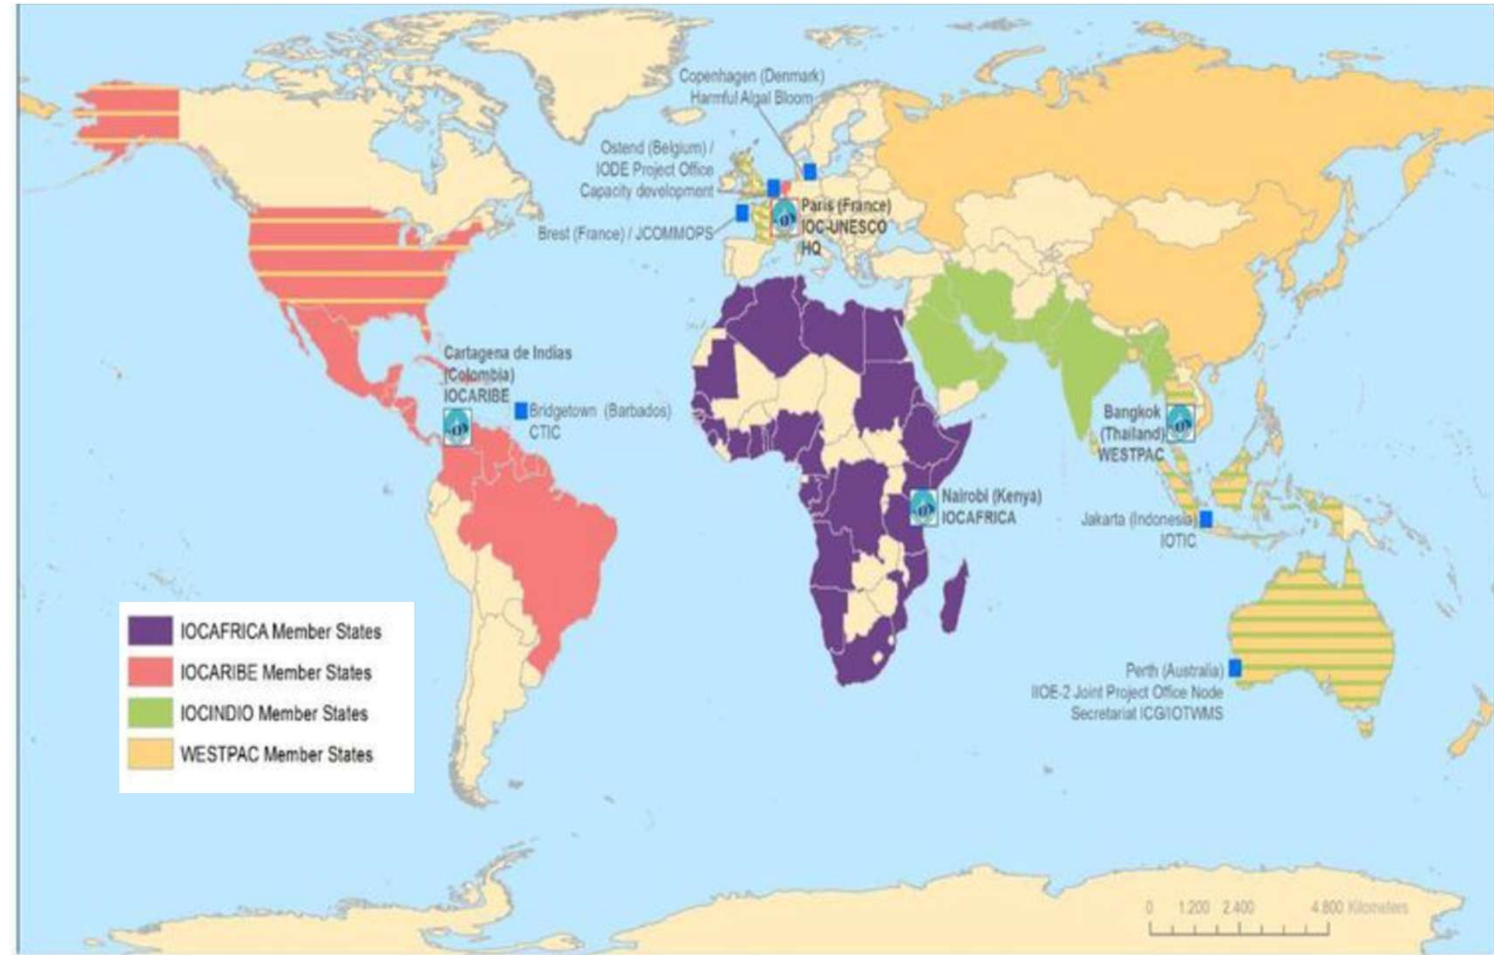 Copenhagen (Denmark)
Harmful Algal Bloom
Ostend (Belgium) /
IODE Project Office
Capacity development
Paris (France)
IOC-UNESCO
HQ
Brest (France) / JCOMMOPS
Cartagena de Indias
(Colombia)
IOCARIBE
Bridgetown (Barbados)
CTIC
Bangkok
(Thailand)
WESTPAC
Nairobi (Kenya)
IOCAFRICA
Jakarta (Indonesia)
IOTIC
Perth (Australia)
IIOE-2 Joint Project Office Node
Secretariat ICG/IOTWMS
IOCAFRICA Member States
IOCARIBE Member States
IOCINDIO Member States
WESTPAC Member States
0 1.200 2.400 4.800 Kilometers